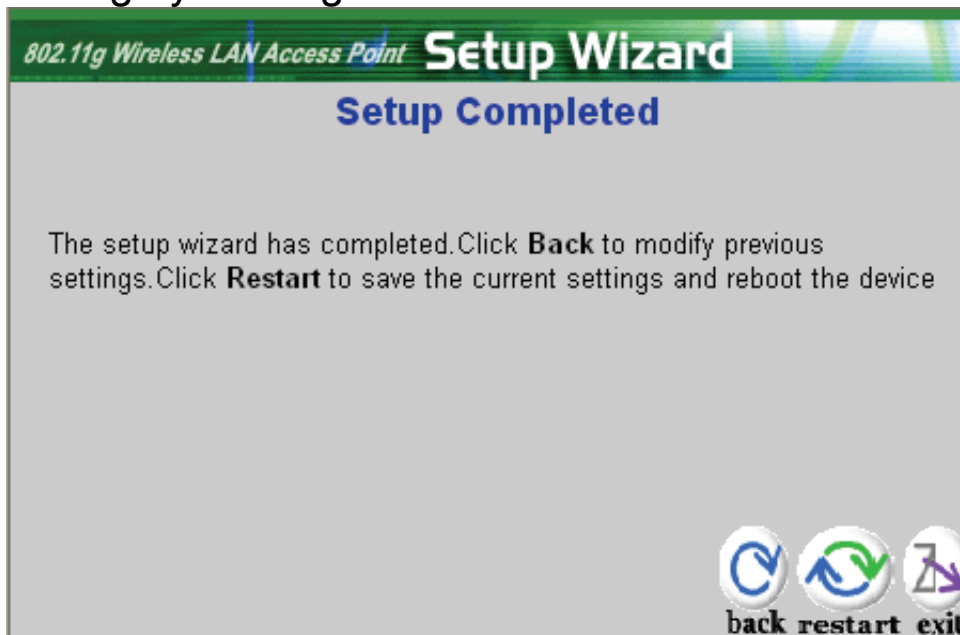 802.11g Wireless LAN Access Point Setup Wizard
Setup Completed
The setup wizard has completed.Click Back to modify previous
settings.Click Restart to save the current settings and reboot the device
back restart exit